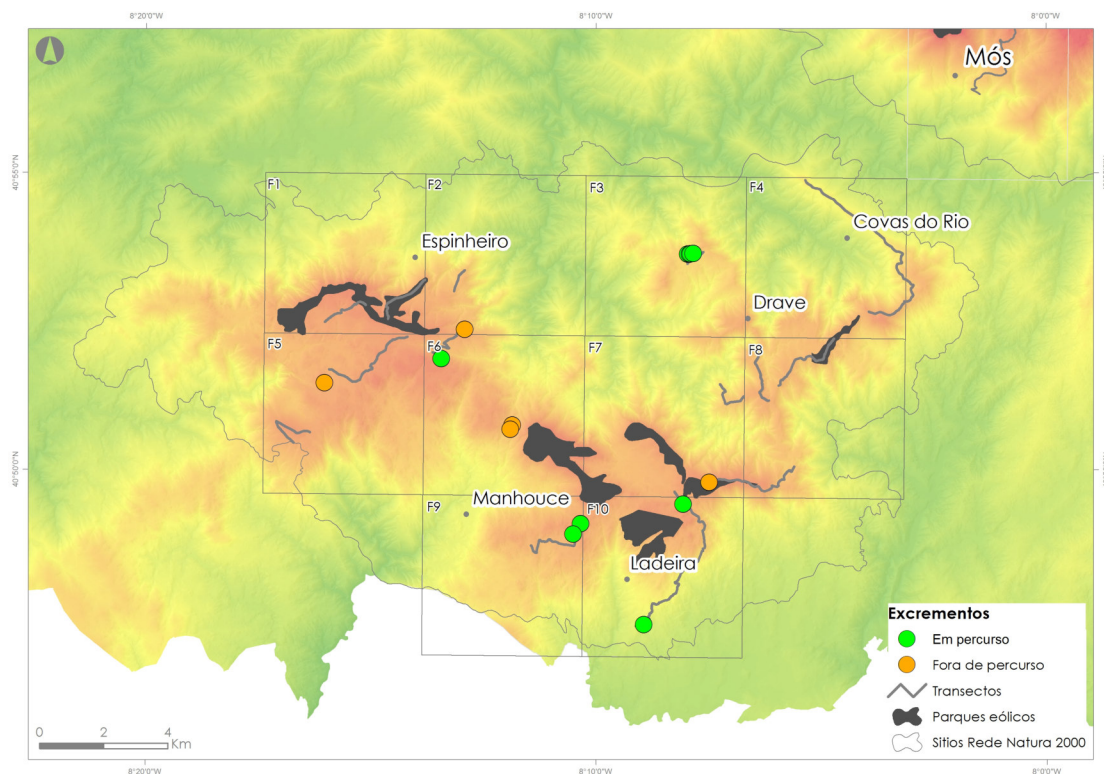 8°20'0"W
8°10'0"W
8°0'0"W
Mós
40°55'0"N
F1
F2
F3
F4
Covas do Rio
Espinheiro
Drave
F5
F6
F7
F8
40°50'0"N
Manhouce
F9
F10
Ladeira
Excrementos
Em percurso
Fora de percurso
Transectos
Parques eólicos
Sitios Rede Natura 2000
0 2 4
Km
8°20'0"W
8°10'0"W
8°0'0"W